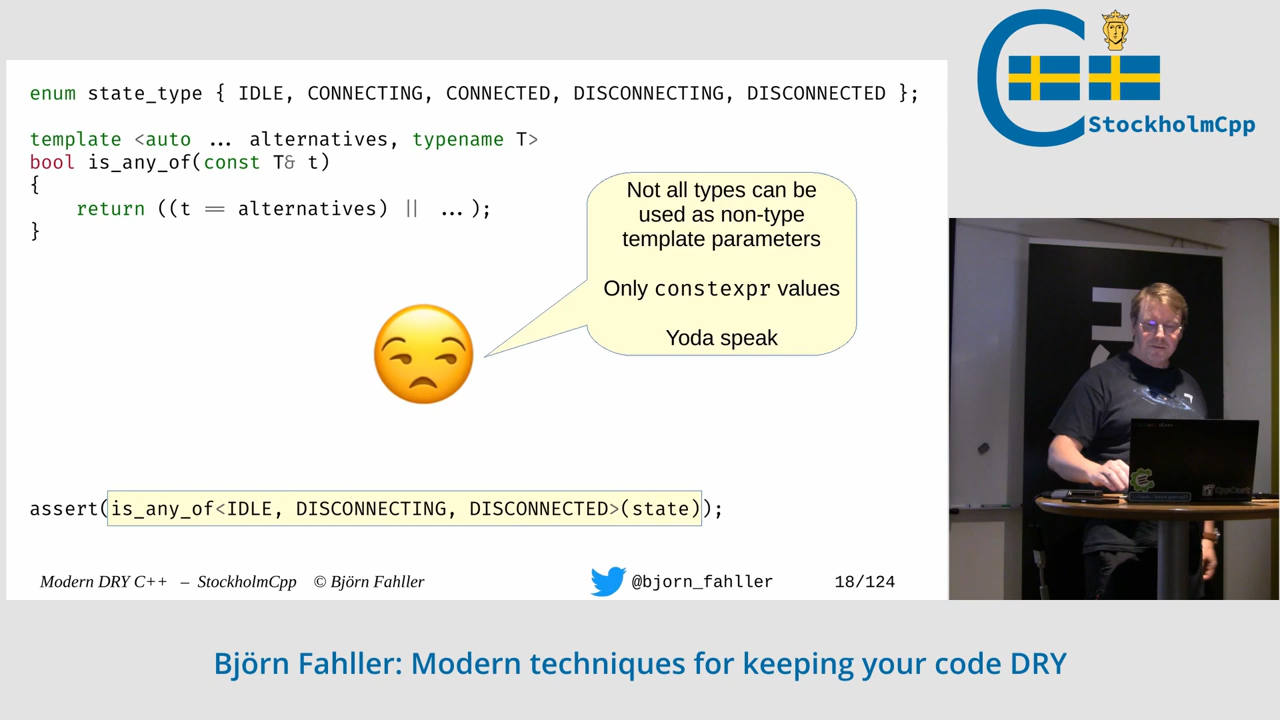 enum state_type { IDLE, CONNECTING, CONNECTED, DISCONNECTING, DISCONNECTED };
template <auto ... alternatives, typename T>
bool is_any_of(const T& t)
{
return ((t == alternatives) || ...);
}
Not all types can be
used as non-type
template parameters
Only constexpr values
Yoda speak
assert(is_any_of<IDLE, DISCONNECTING, DISCONNECTED>(state));
Modern DRY C++ – StockholmCpp © Björn Fahller
@bjorn_fahller
18/124
StockholmCpp
Björn Fahller: Modern techniques for keeping your code DRY